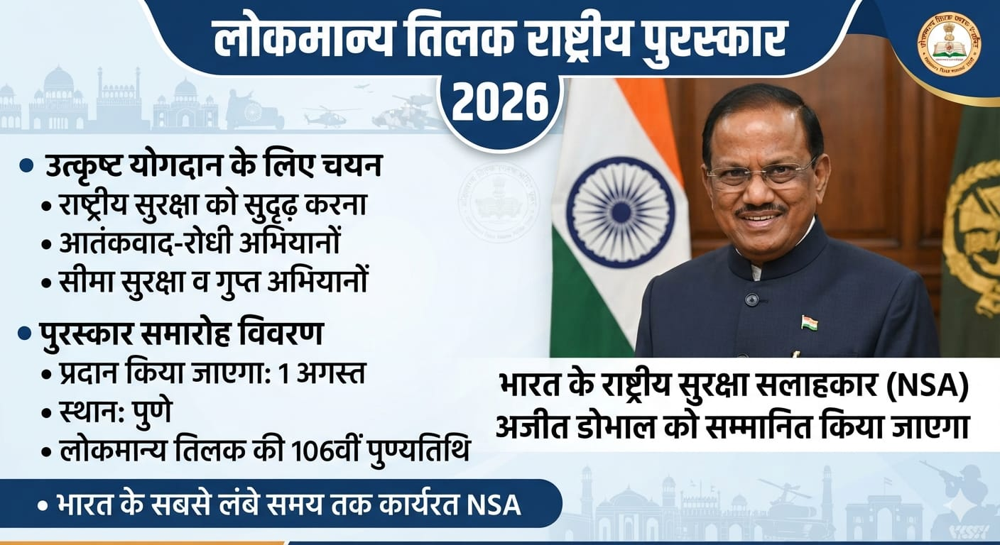 लोकमान्य तिलक राष्ट्रीय पुरस्कार
2026
• उत्कृष्ट योगदान के लिए चयन
• राष्ट्रीय सुरक्षा को सुदृढ़ करना
• आतंकवाद-रोधी अभियानों
• सीमा सुरक्षा व गुप्त अभियानों
• पुरस्कार समारोह विवरण
• प्रदान किया जाएगा: 1 अगस्त
• स्थान: पुणे
• लोकमान्य तिलक की 106वीं पुण्यतिथि
• भारत के सबसे लंबे समय तक कार्यरत NSA
भारत के राष्ट्रीय सुरक्षा सलाहकार (NSA)
अजीत डोभाल को सम्मानित किया जाएगा